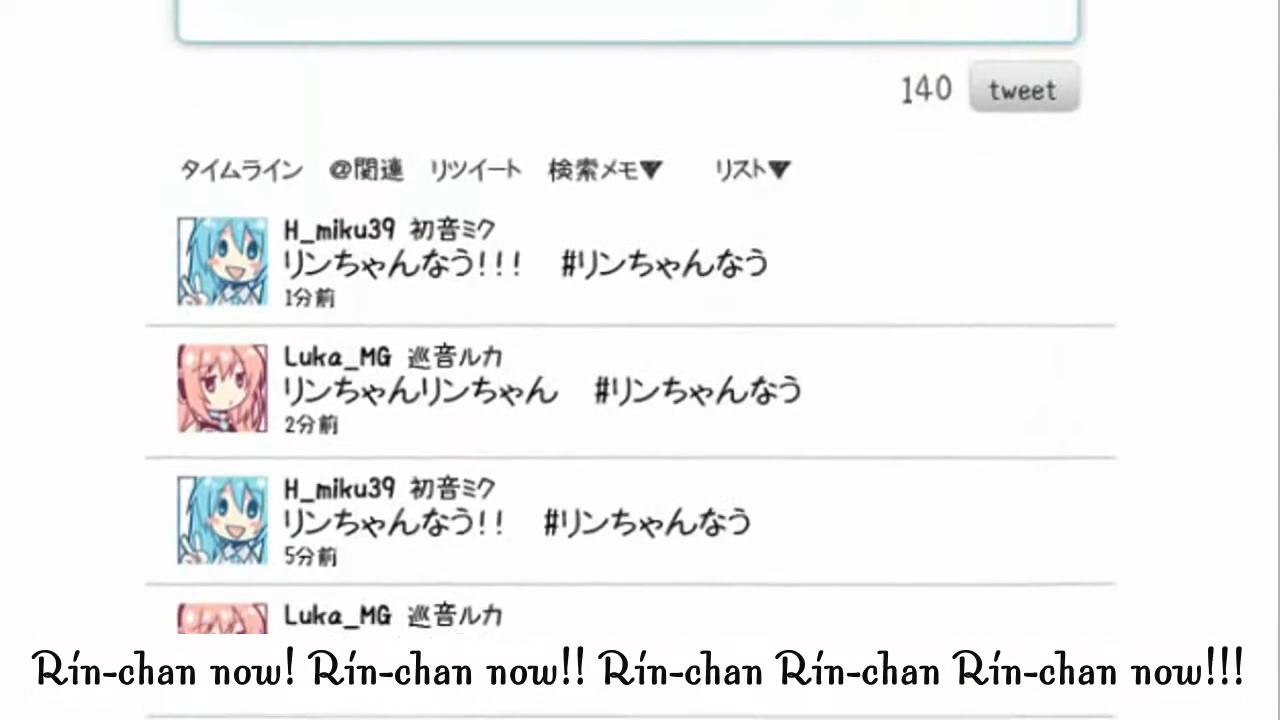 140 tweet
タイムライン @関連 リツイート 検索メモ▼ リスト▼
H_miku39 初音ミク
リンちゃんなう!!! #リンちゃんなう
1分前
Luka_MG 巡音ルカ
リンちゃんリンちゃん #リンちゃんなう
2分前
H_miku39 初音ミク
リンちゃんなう!! #リンちゃんなう
5分前
Luka_MG 巡音ルカ
Rín-chan now! Rín-chan now!! Rín-chan Rín-chan Rín-chan now!!!